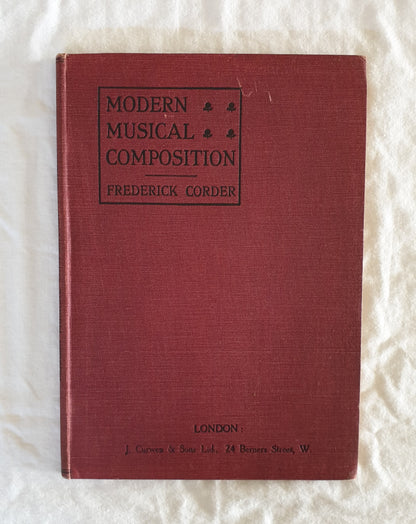 MODERN
MUSICAL
COMPOSITION
FREDERICK CORDER
LONDON:
J. Curwen & Sons Ltd., 24 Berners Street, W.